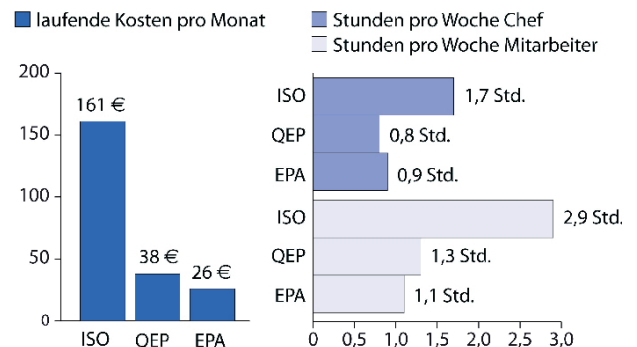 laufende Kosten pro Monat
200
161 €
150
100
50
38 €
26 €
0
ISO QEP EPA
Stunden pro Woche Chef
Stunden pro Woche Mitarbeiter
ISO 1,7 Std.
QEP 0,8 Std.
EPA 0,9 Std.
ISO 2,9 Std.
QEP 1,3 Std.
EPA 1,1 Std.
0 0,5 1,0 1,5 2,0 2,5 3,0